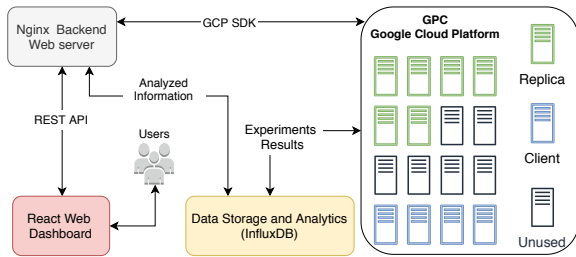 Nginx Backend
Web server
GCP SDK
GPC
Google Cloud Platform
Replica
Analyzed
Information
REST API
Users
Experiments
Results
Client
React Web
Dashboard
Data Storage and Analytics
(InfluxDB)
Unused